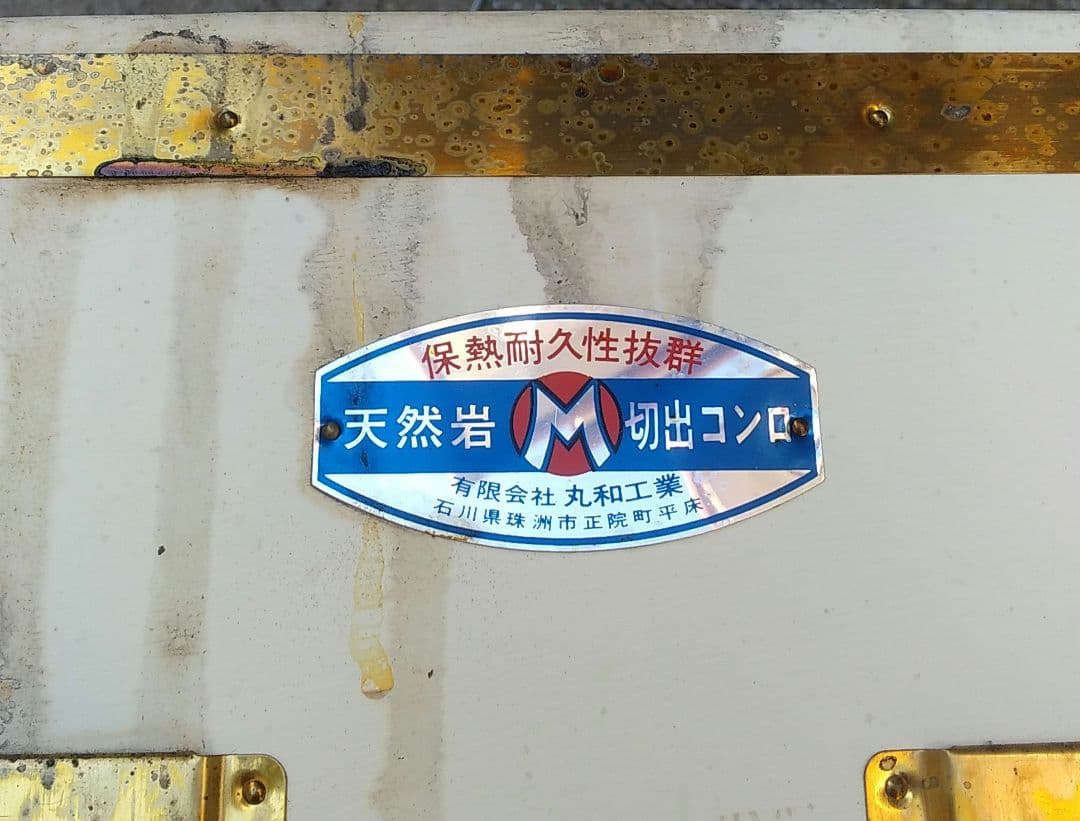 保熱耐久性抜群
天然岩 M 切出コンロ
有限会社 丸和工業
石川県珠洲市正院町平床